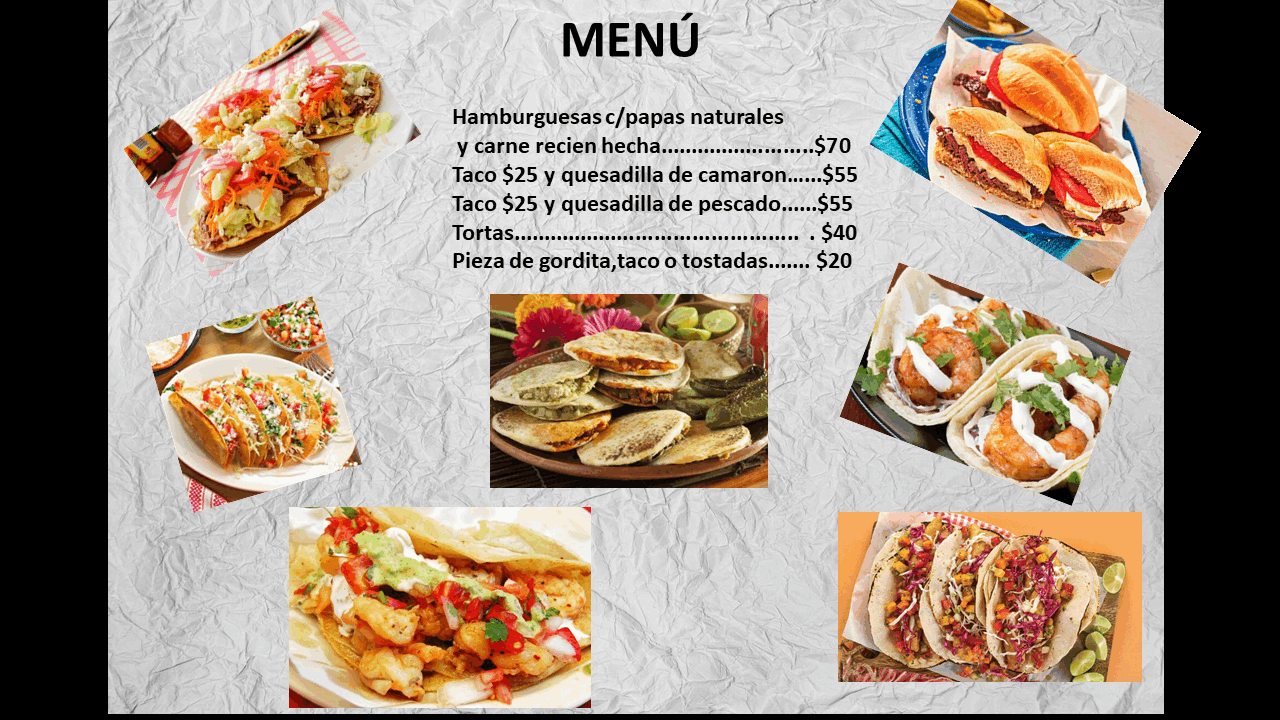 MENÚ
Hamburguesas c/papas naturales
y carne recien hecha.........................$70
Taco $25 y quesadilla de camaron......$55
Taco $25 y quesadilla de pescado......$55
Tortas............................................... . $40
Pieza de gordita,taco o tostadas....... $20